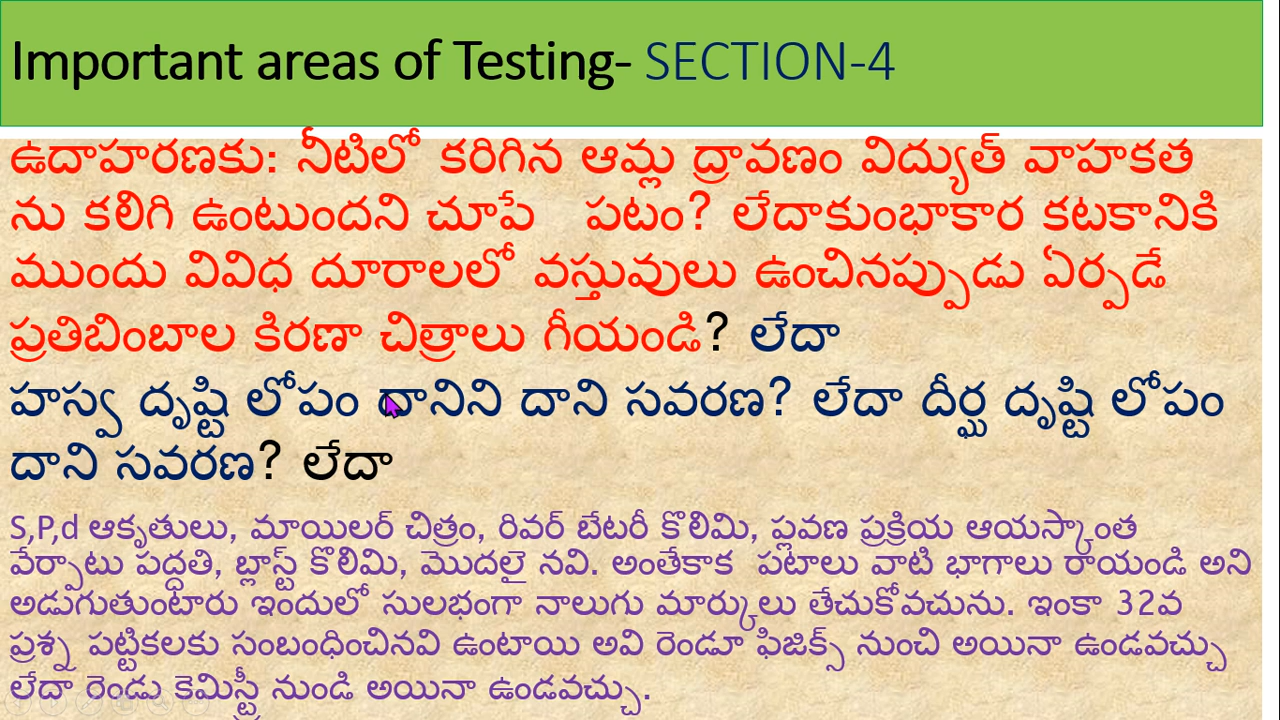 Important areas of Testing- SECTION-4
ఉదాహరణకు: నీటిలో కరిగిన ఆమ్ల ద్రావణం విద్యుత్ వాహకత
ను కలిగి ఉంటుందని చూపే పటం? లేదాకుంభాకార కటకానికి
ముందు వివిధ దూరాలలో వస్తువులు ఉంచినప్పుడు ఏర్పడే
ప్రతిబింబాల కిరణా చిత్రాలు గీయండి? లేదా
హస్వ దృష్టి లోపం దానిని దాని సవరణ? లేదా దీర్ఘ దృష్టి లోపం
దాని సవరణ? లేదా
S,P,d ఆకృతులు, మాయిలర్ చిత్రం, రివర్ బేటరీ కొలిమి, ప్లవణ ప్రక్రియ ఆయస్కాంత
వేర్పాటు పద్ధతి, బ్లాస్ట్ కొలిమి, మొదలై నవి. అంతేకాక పటాలు వాటి భాగాలు రాయండి అని
అడుగుతుంటారు ఇందులో సులభంగా నాలుగు మార్కులు తేచుకోవచును. ఇంకా 32వ
ప్రశ్న పట్టికలకు సంబంధించినవి ఉంటాయి అవి రెండూ ఫిజిక్స్ నుంచి అయినా ఉండవచ్చు
లేదా రెండు కెమిస్ట్రీ నుండి అయినా ఉండవచ్చు.